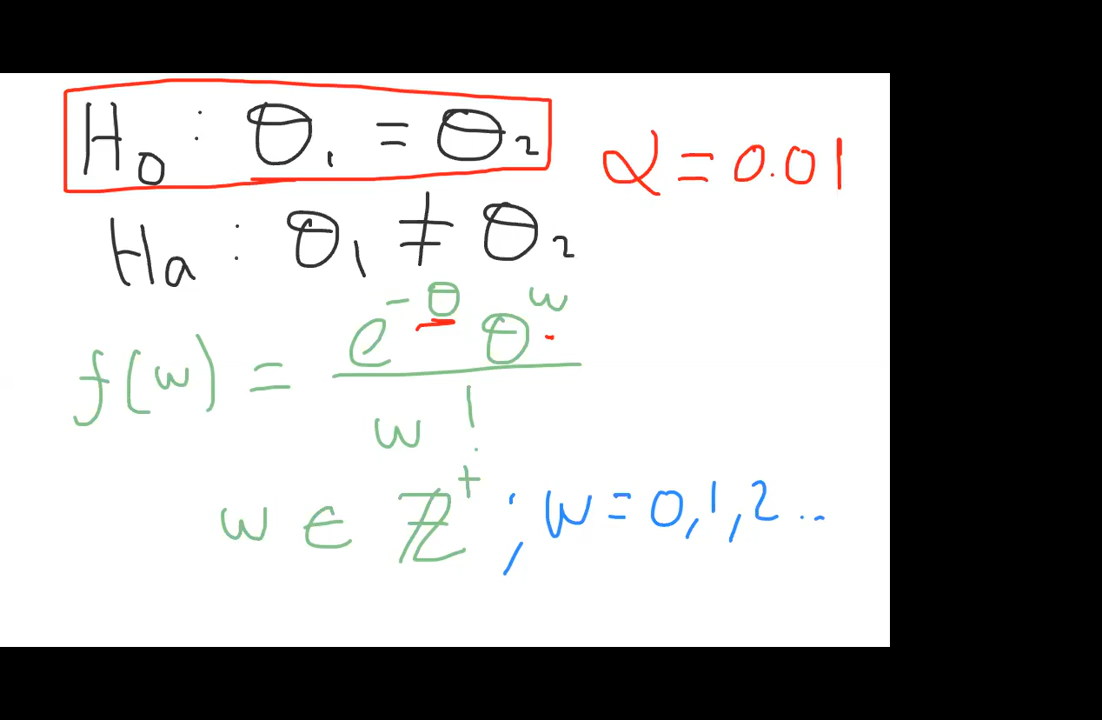 H₀ : θ₁ = θ₂
α = 0.01
Ha : θ₁ ≠ θ₂
f(w) = e^(-θ) θ^w / w!
w ∈ ℤ⁺ ; w = 0, 1, 2 ..